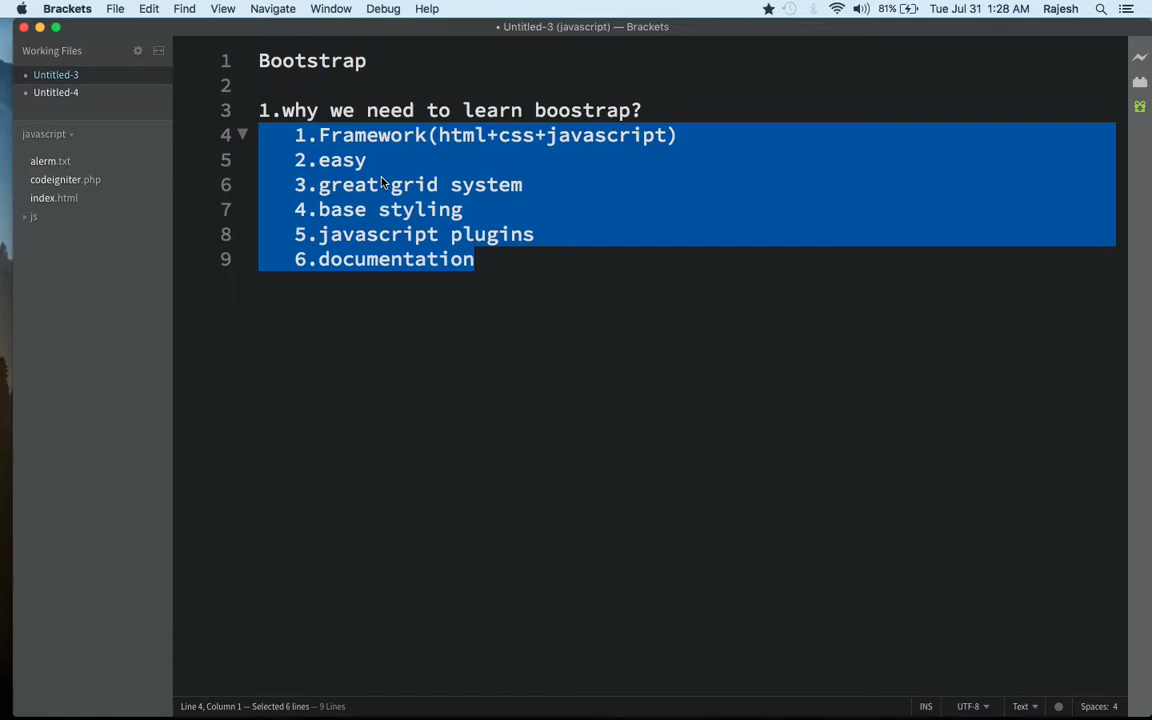 Brackets File Edit Find View Navigate Window Debug Help 81% Tue Jul 31 1:28 AM Rajesh
• Untitled-3 (javascript) — Brackets
Working Files
• Untitled-3
• Untitled-4
javascript
alerm.txt
codeigniter.php
index.html
js
1 Bootstrap
2
3 1.why we need to learn boostrap?
4 1.Framework(html+css+javascript)
5 2.easy
6 3.great grid system
7 4.base styling
8 5.javascript plugins
9 6.documentation
Line 4, Column 1 — Selected 6 lines — 9 Lines INS UTF-8 Text Spaces: 4